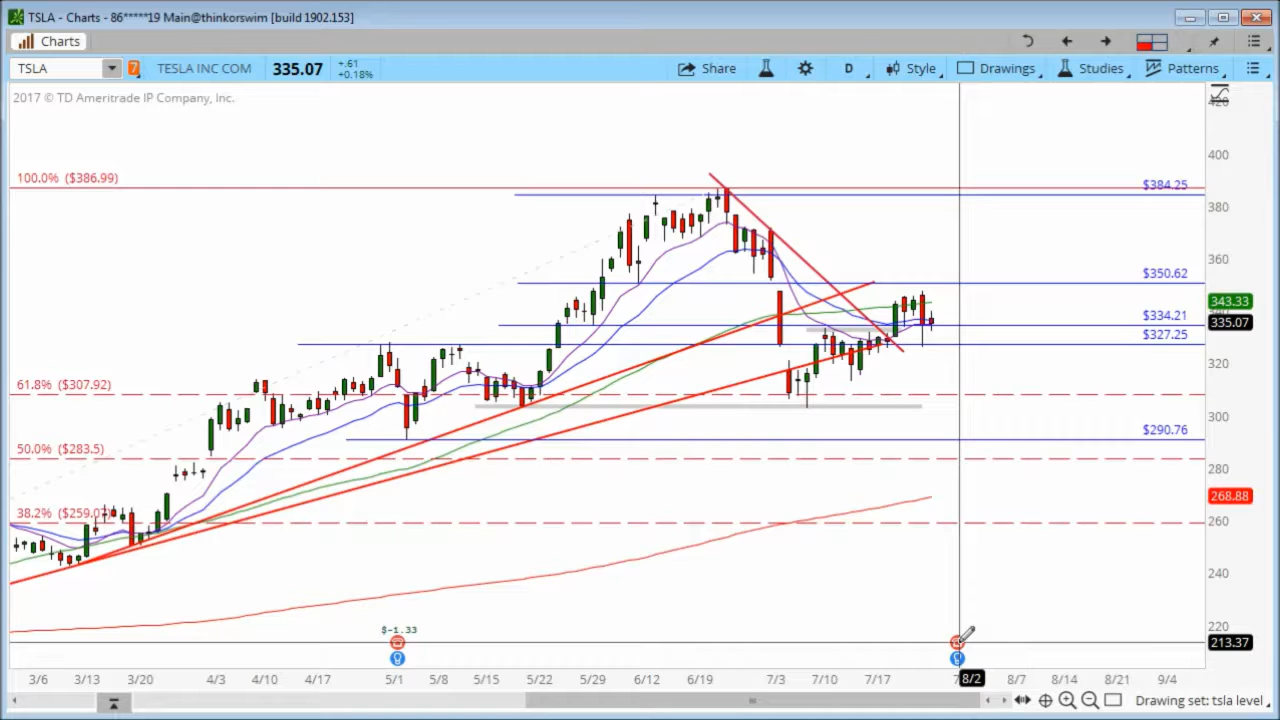 TSLA - Charts - 86*****19 Main@thinkorswim [build 1902.153]
Charts
TSLA
7
TESLA INC COM
335.07
+.61
+0.18%
Share
D
Style
Drawings
Studies
Patterns
2017 © TD Ameritrade IP Company, Inc.
420
400
100.0% ($386.99)
$384.25
380
360
$350.62
343.33
335.07
$334.21
$327.25
320
61.8% ($307.92)
300
$290.76
50.0% ($283.5)
280
268.88
38.2% ($259.07)
260
240
220
$-1.33
213.37
3/6 3/13 3/20 4/3 4/10 4/17 5/1 5/8 5/15 5/22 5/29 6/12 6/19 7/3 7/10 7/17 8/2 8/7 8/14 8/21 9/4
Drawing set: tsla level